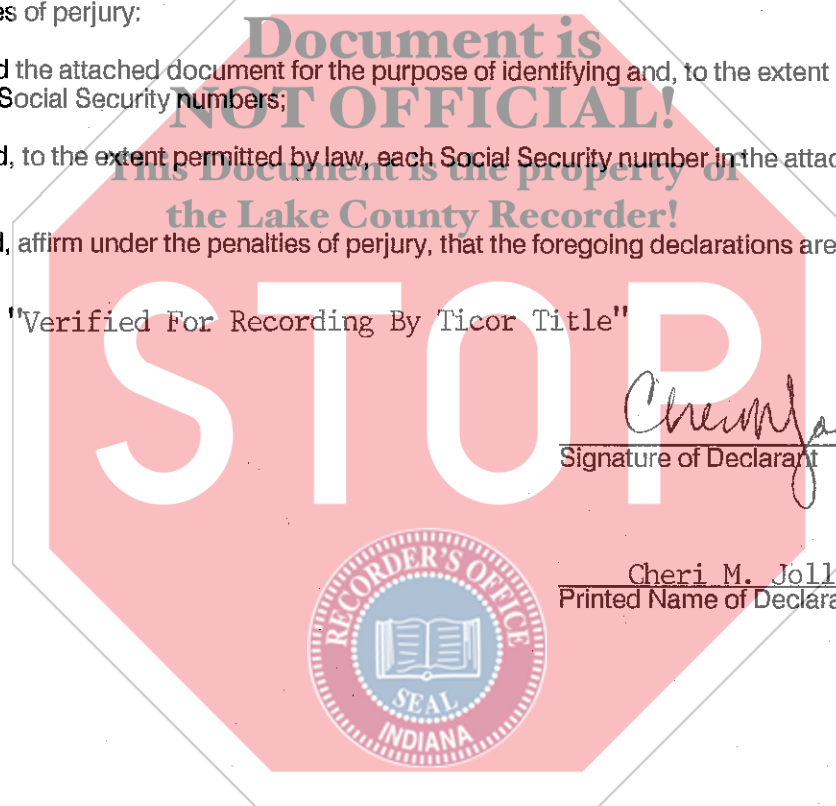 es of perjury:
Document is
d the attached document for the purpose of identifying and, to the extent
Social Security numbers;
NOT OFFICIAL!
d, to the extent permitted by law, each Social Security number in the attac
This Document is the property of
the Lake County Recorder!
d, affirm under the penalties of perjury, that the foregoing declarations are
STOP
"Verified For Recording By Ticor Title"
Signature of Declarant
Cheri M. Joll
Printed Name of Declara
RECORDER'S OFFICE
SEAL
INDIANA